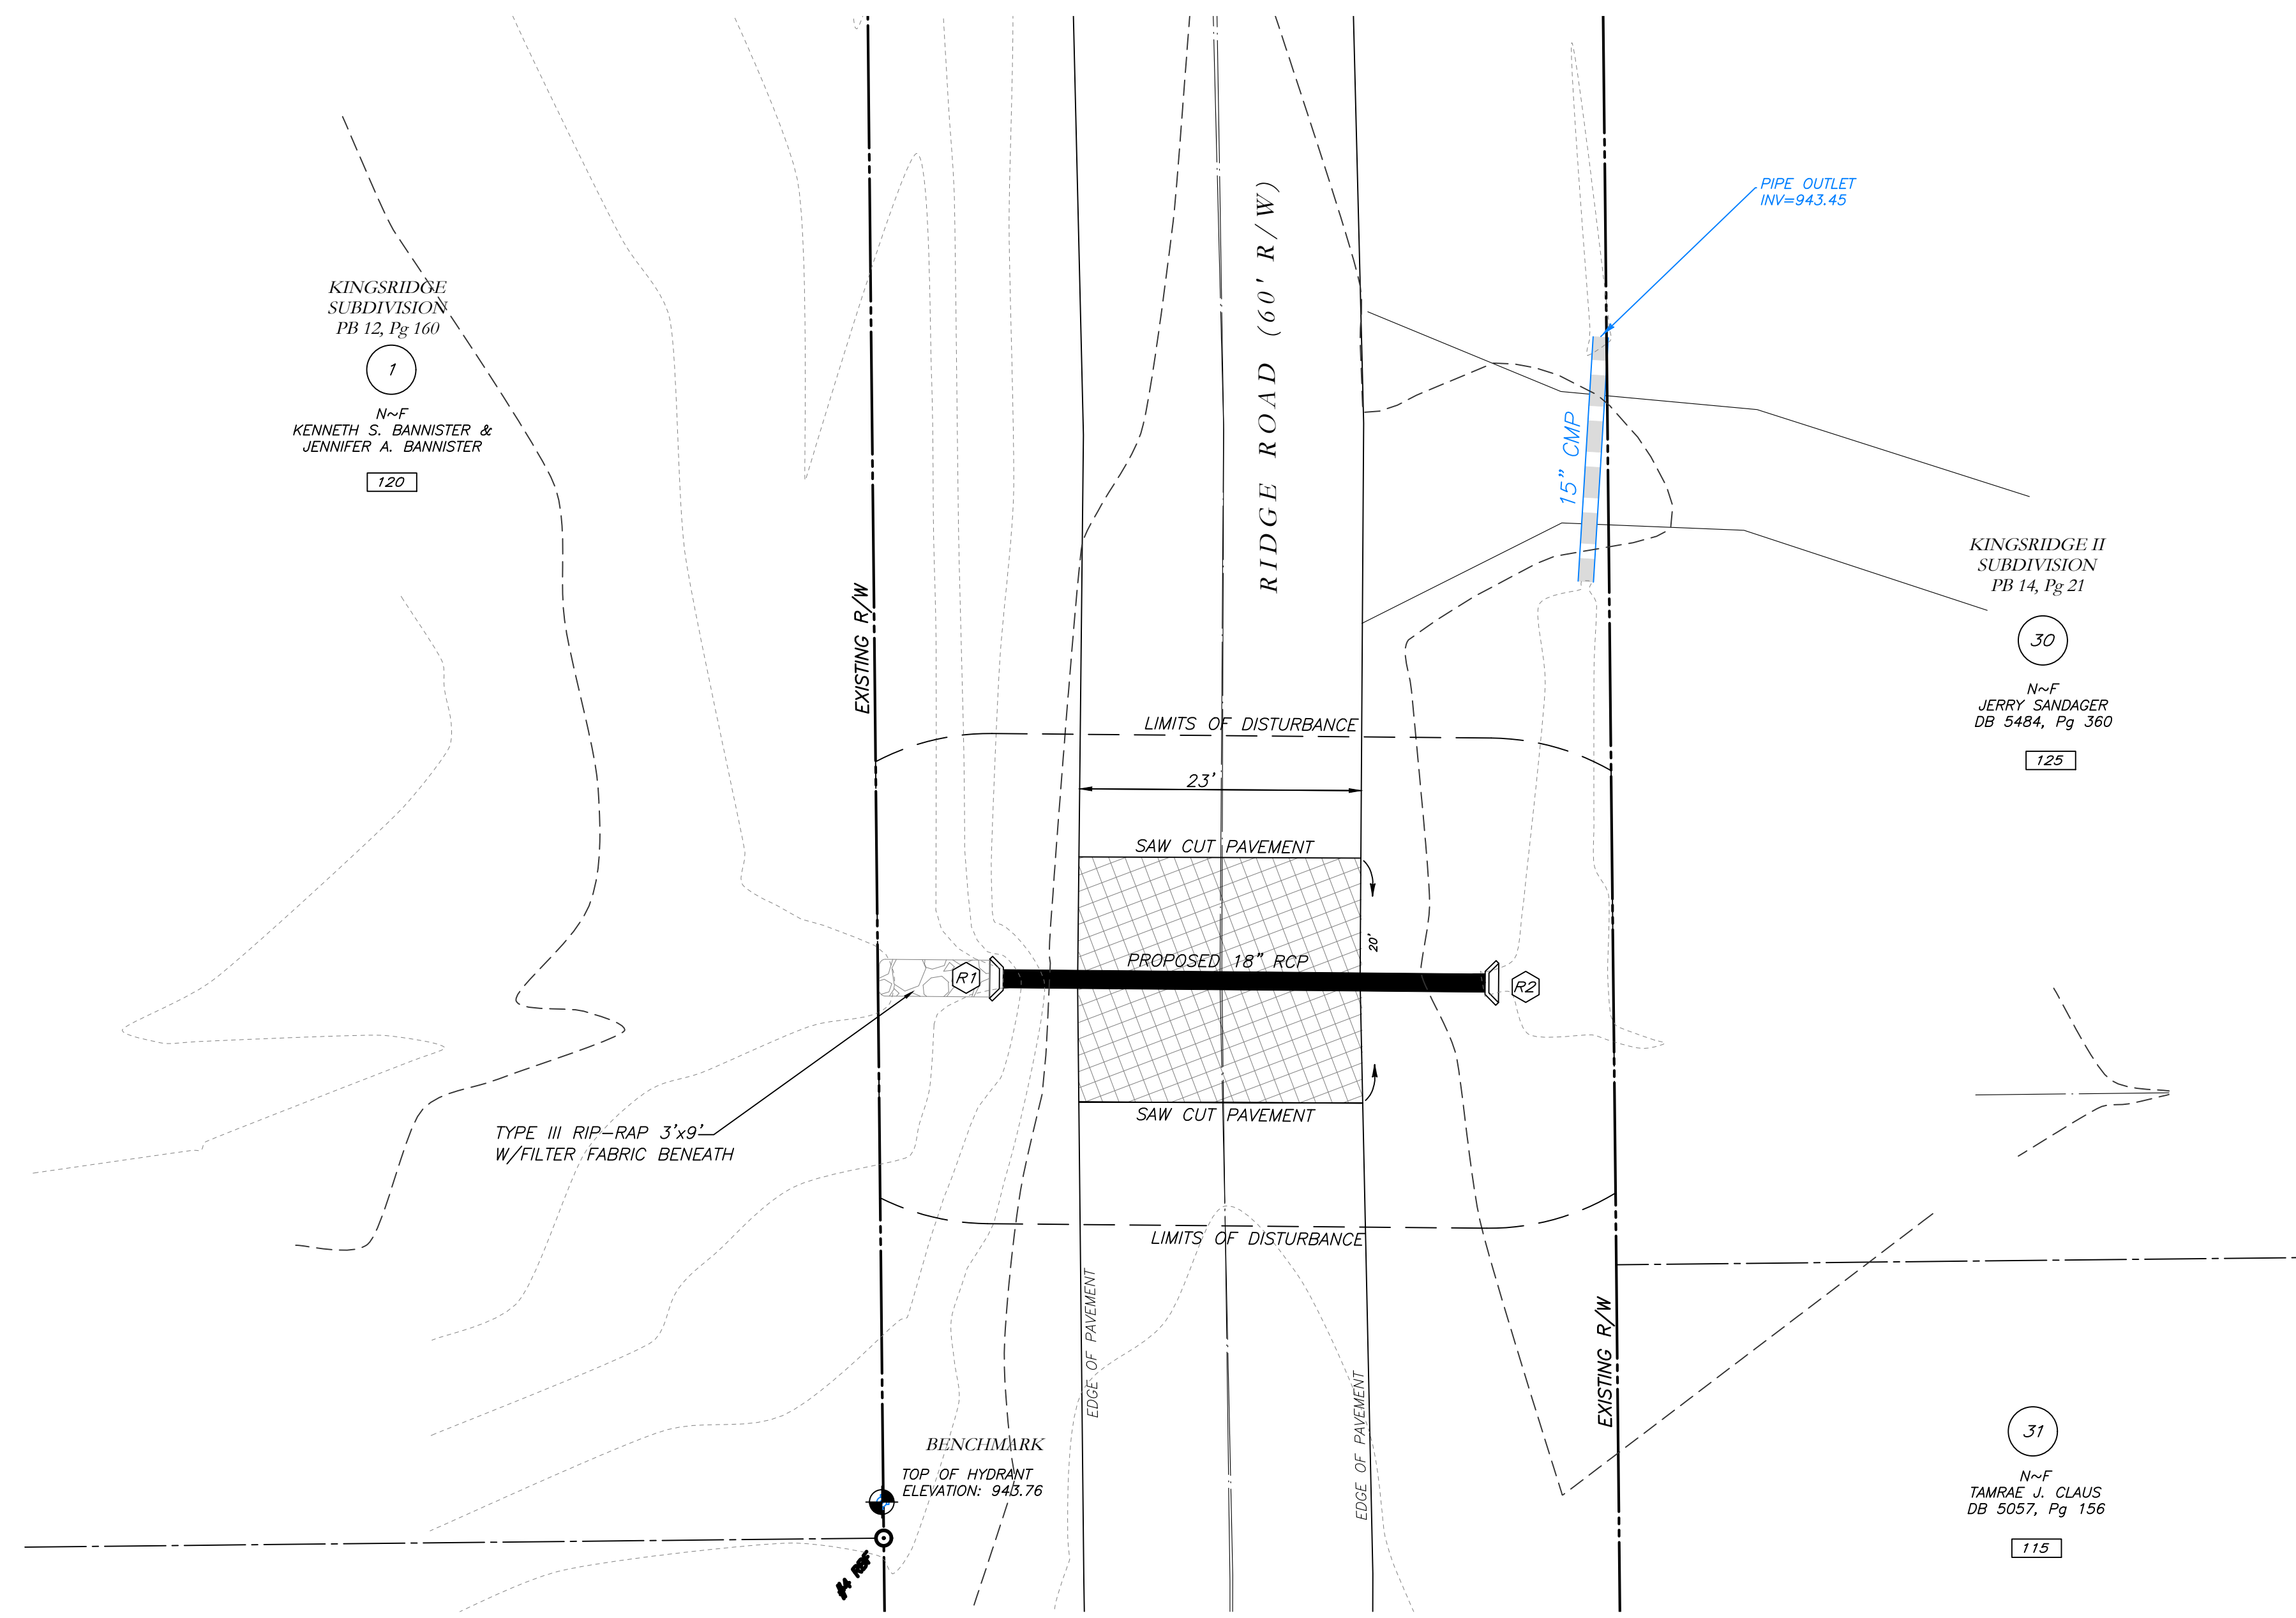 PIPE OUTLET
INV=943.45
RIDGE ROAD (60' R/W)
KINGSRIDGE
SUBDIVISION
PB 12, Pg 160
1
N~F
KENNETH S. BANNISTER &
JENNIFER A. BANNISTER
120
15" CMP
KINGSRIDGE II
SUBDIVISION
PB 14, Pg 21
30
N~F
JERRY SANDAGER
DB 5484, Pg 360
125
EXISTING R/W
LIMITS OF DISTURBANCE
23'
SAW CUT PAVEMENT
20'
PROPOSED 18" RCP
R1
R2
SAW CUT PAVEMENT
TYPE III RIP-RAP 3'x9'
W/FILTER FABRIC BENEATH
LIMITS OF DISTURBANCE
EDGE OF PAVEMENT
EDGE OF PAVEMENT
EXISTING R/W
BENCHMARK
TOP OF HYDRANT
ELEVATION: 943.76
31
N~F
TAMRAE J. CLAUS
DB 5057, Pg 156
115